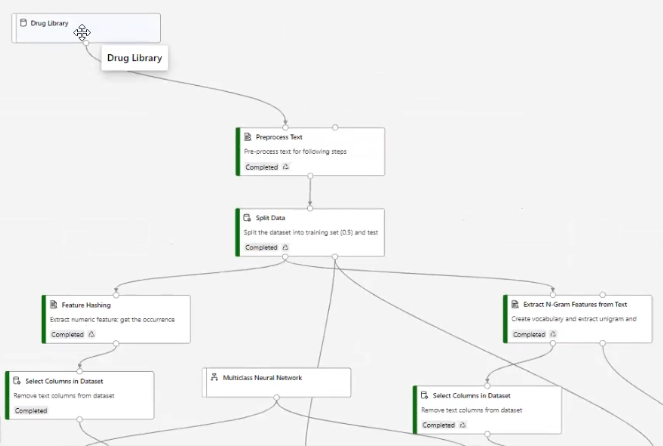 Drug Library
Drug Library
Preprocess Text
Pre-process text for following steps
Completed
Split Data
Split the dataset into training set (0.5) and test
Completed
Feature Hashing
Extract numeric feature: get the occurrence
Completed
Extract N-Gram Features from Text
Create vocabulary and extract unigram and
Completed
Select Columns in Dataset
Remove text columns from dataset
Completed
Multiclass Neural Network
Select Columns in Dataset
Remove text columns from dataset
Completed